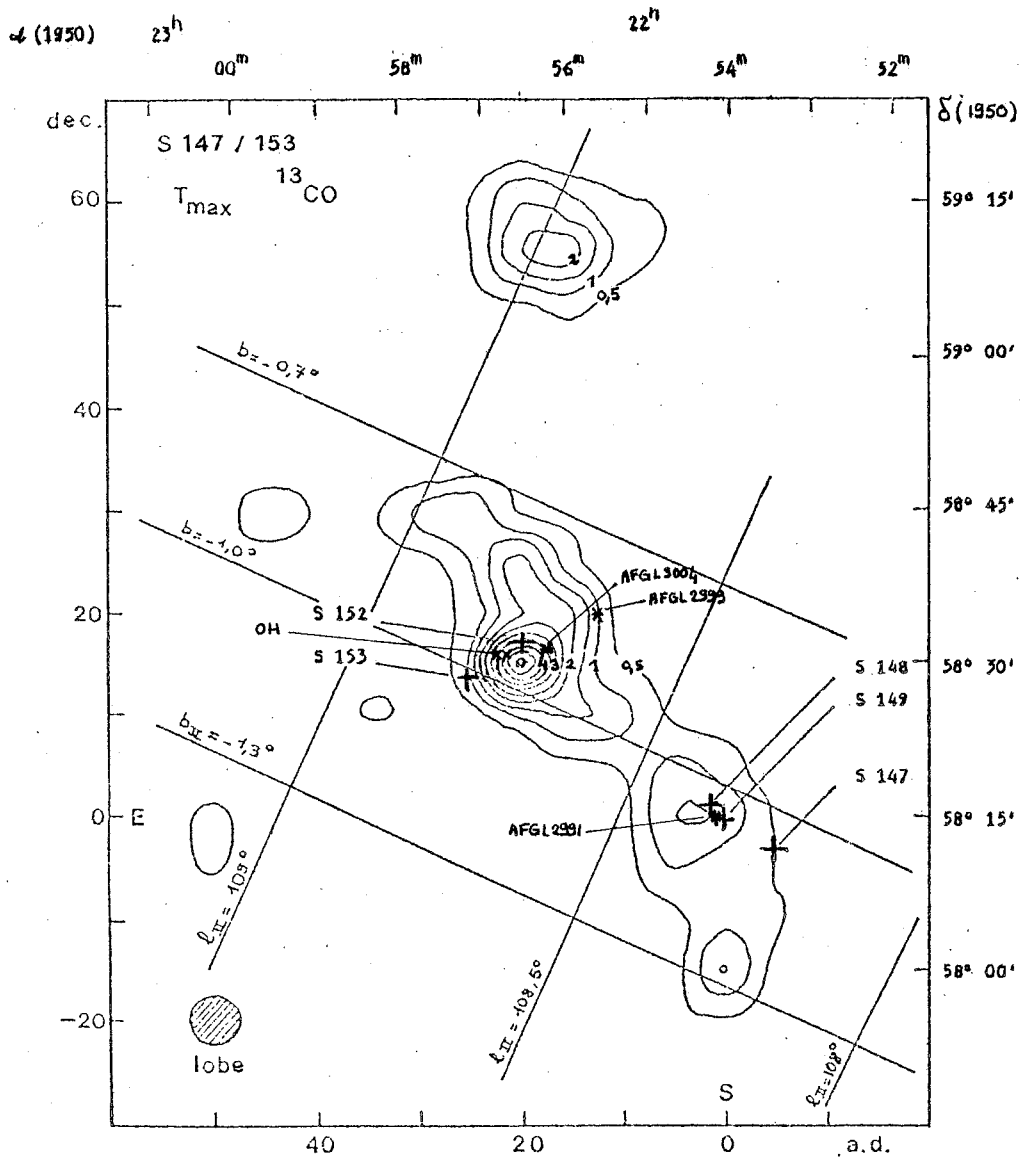 α (1950) 23h 22h
00m 58m 56m 54m 52m
dec. δ (1950)
S 147 / 153
13CO
Tmax
60 59° 15'
2
1
0,5
b=-0,7° 59° 00'
40
58° 45'
b=-1,0°
AFGL3004
AFGL2999
20 S 152
OH
S 153 4 3 2 1 0,5 58° 30'
S 148
S 149
bII=-1,3°
S 147
0 E 58° 15'
AFGL2991
lII = 109°
lII = 108,5°
58° 00'
-20
lobe
lII=108°
S
40 20 0 a.d.